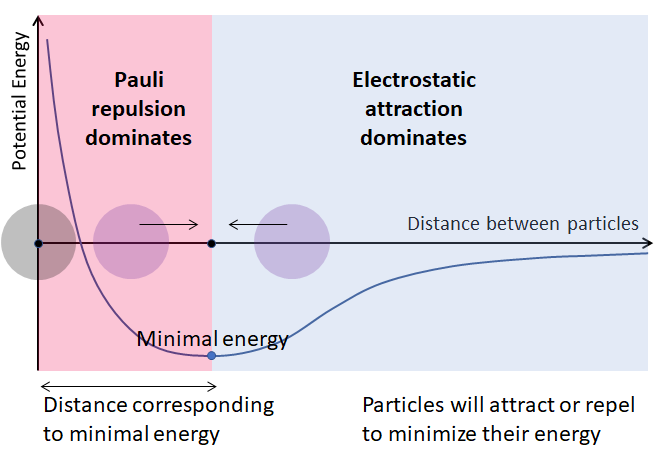 Potential Energy
Pauli
repulsion
dominates
Electrostatic
attraction
dominates
Distance between particles
Minimal energy
Distance corresponding
to minimal energy
Particles will attract or repel
to minimize their energy